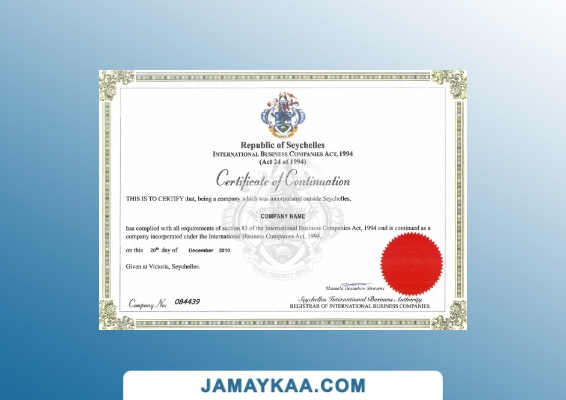 Republic of Seychelles
INTERNATIONAL BUSINESS COMPANIES ACT, 1994
(Act 24 of 1994)
Certificate of Continuation
THIS IS TO CERTIFY that, being a company which was incorporated outside Seychelles,
COMPANY NAME
has complied with all requirements of section 83 of the International Business Companies Act, 1994 and is continued as a
company incorporated under the International Business Companies Act, 1994,
on this 20th day of December 2010
Given at Victoria, Seychelles.
Company No: 084439
Seychelles International Business Authority
REGISTRAR OF INTERNATIONAL BUSINESS COMPANIES
JAMAYKAA.COM